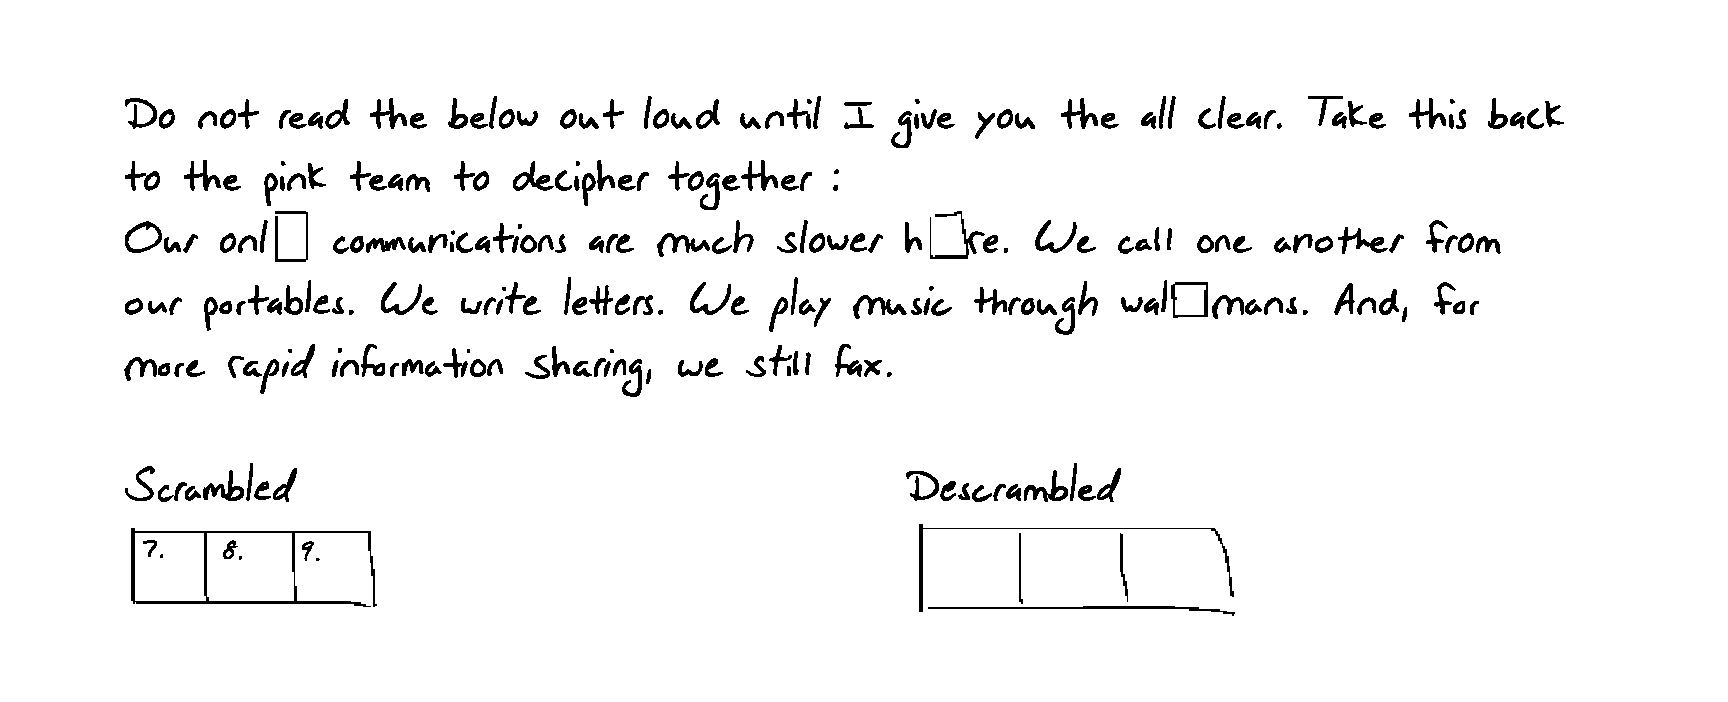 Do not read the below out loud until I give you the all clear. Take this back
to the pink team to decipher together :
Our onl□ communications are much slower h□re. We call one another from
our portables. We write letters. We play music through wal□mans. And, for
more rapid information sharing, we still fax.
Scrambled Descrambled
7. 8. 9.